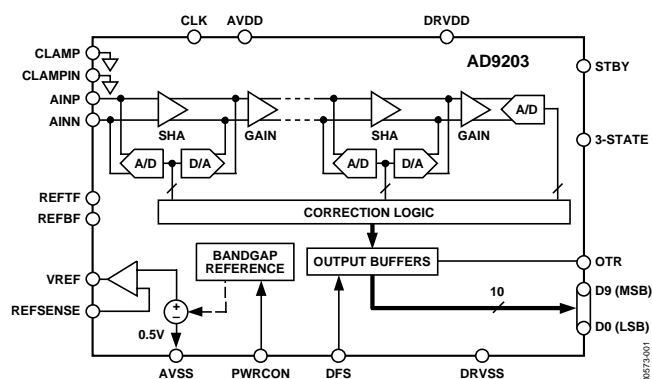 CLK AVDD DRVDD
CLAMP
AD9203
STBY
CLAMPIN
AINP
A/D
AINN
SHA GAIN SHA GAIN
3-STATE
A/D D/A A/D D/A
REFTF
CORRECTION LOGIC
REFBF
BANDGAP
REFERENCE
OUTPUT BUFFERS
OTR
VREF
+
–
10
D9 (MSB)
REFSENSE
0.5V
D0 (LSB)
AVSS PWRCON DFS DRVSS
00573-001